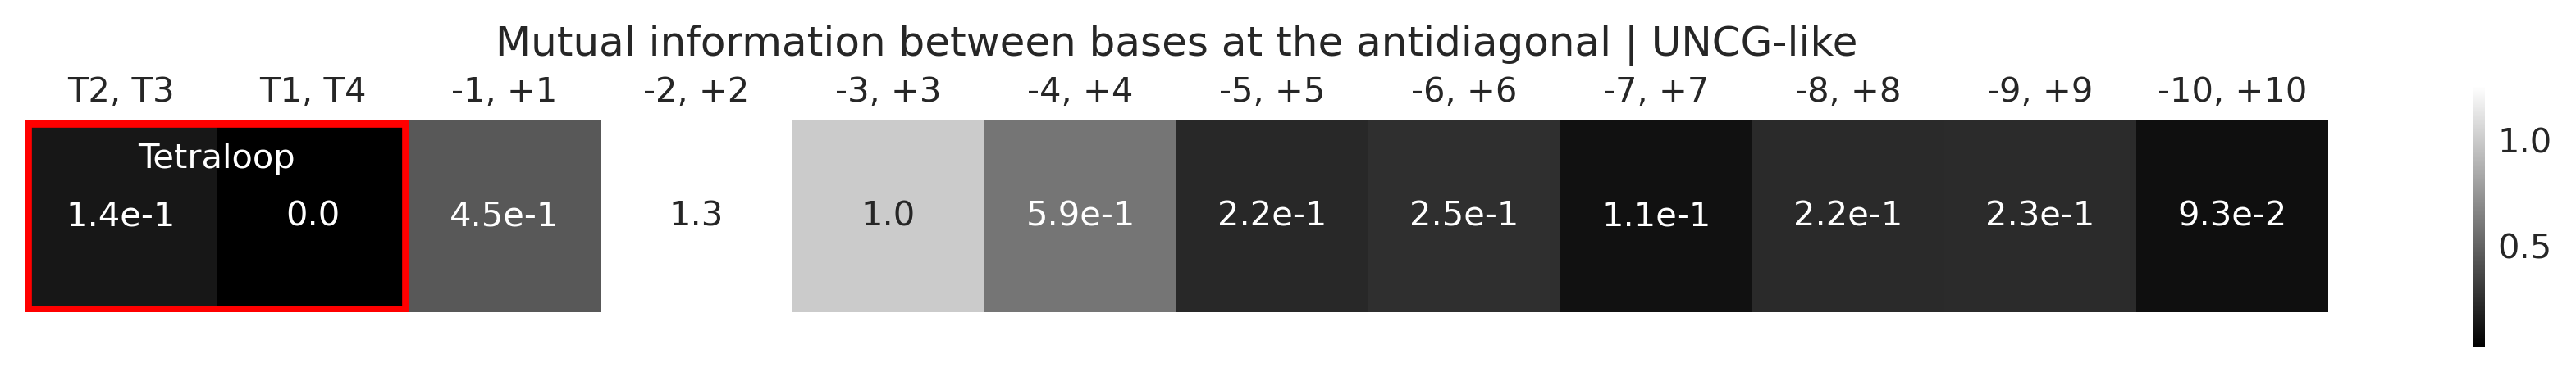 Mutual information between bases at the antidiagonal | UNCG-like
T2, T3 T1, T4 -1, +1 -2, +2 -3, +3 -4, +4 -5, +5 -6, +6 -7, +7 -8, +8 -9, +9 -10, +10
Tetraloop
1.4e-1 0.0 4.5e-1 1.3 1.0 5.9e-1 2.2e-1 2.5e-1 1.1e-1 2.2e-1 2.3e-1 9.3e-2
1.0
0.5